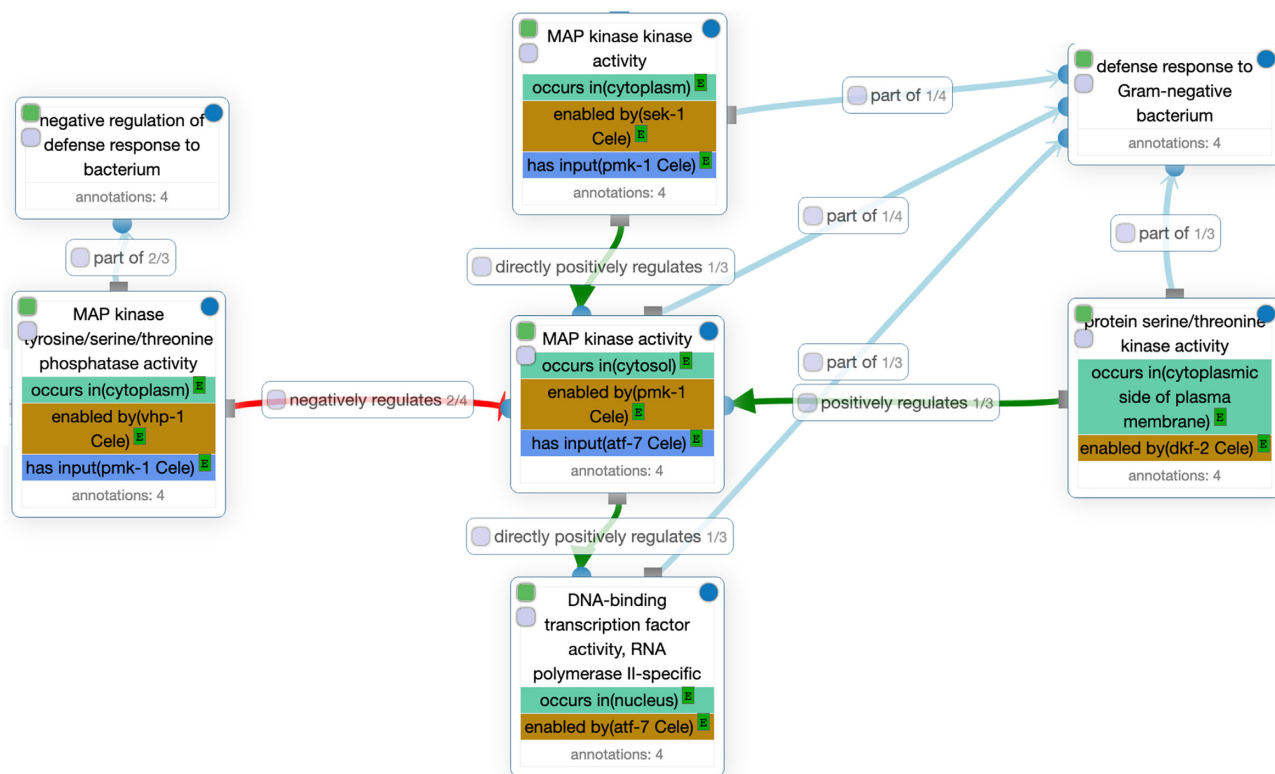 MAP kinase kinase
activity
occurs in(cytoplasm) E
enabled by(sek-1
Cele) E
has input(pmk-1 Cele) E
annotations: 4
part of 1/4
defense response to
Gram-negative
bacterium
annotations: 4
negative regulation of
defense response to
bacterium
annotations: 4
part of 2/3
directly positively regulates 1/3
part of 1/4
part of 1/3
MAP kinase
tyrosine/serine/threonine
phosphatase activity
occurs in(cytoplasm) E
enabled by(vhp-1
Cele) E
has input(pmk-1 Cele) E
annotations: 4
negatively regulates 2/4
MAP kinase activity
occurs in(cytosol) E
enabled by(pmk-1
Cele) E
has input(atf-7 Cele) E
annotations: 4
part of 1/3
positively regulates 1/3
protein serine/threonine
kinase activity
occurs in(cytoplasmic
side of plasma
membrane) E
enabled by(dkf-2 Cele) E
annotations: 4
directly positively regulates 1/3
DNA-binding
transcription factor
activity, RNA
polymerase II-specific
occurs in(nucleus) E
enabled by(atf-7 Cele) E
annotations: 4